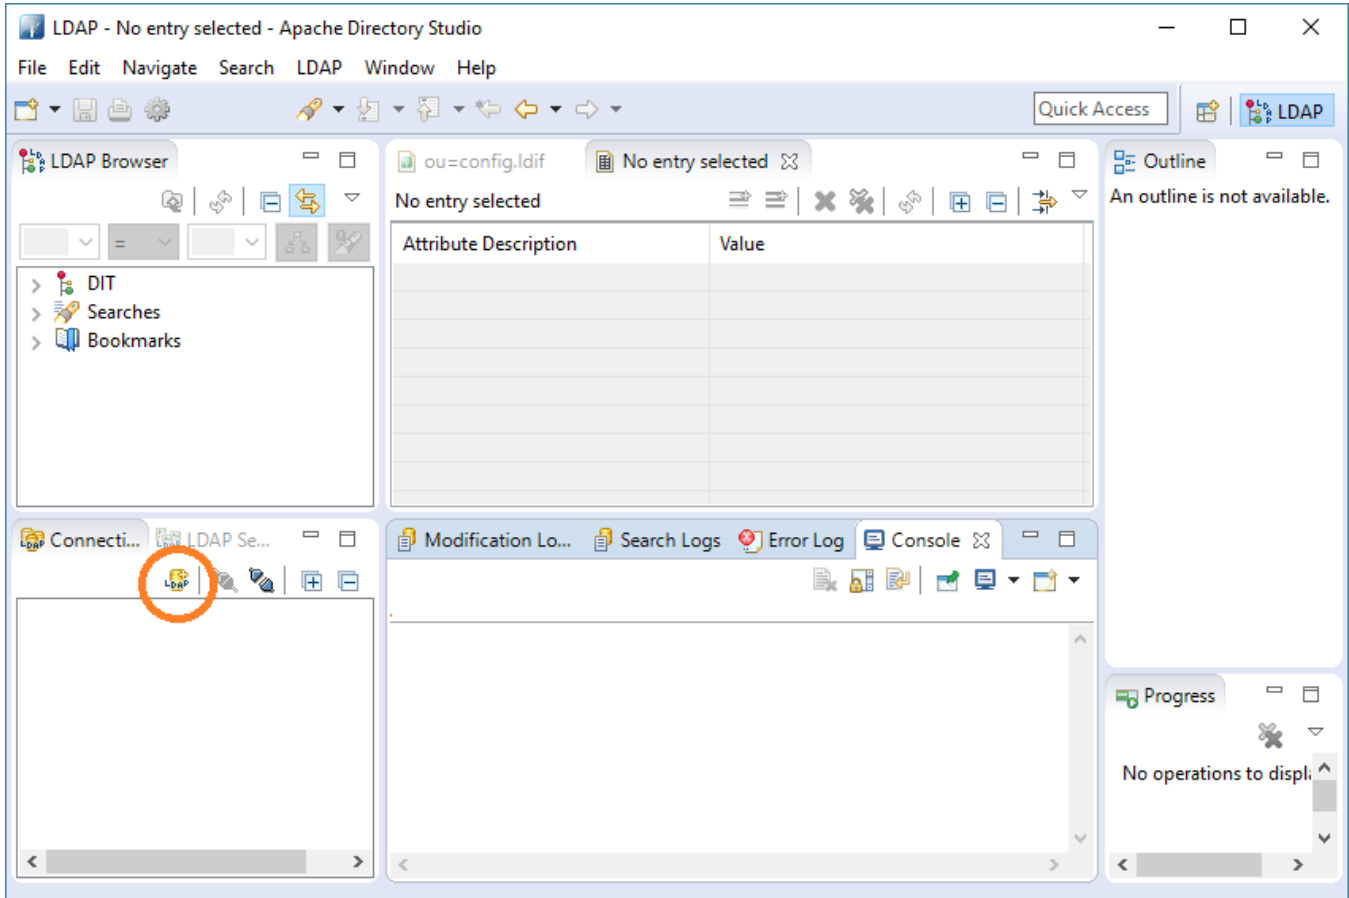 LDAP - No entry selected - Apache Directory Studio
File Edit Navigate Search LDAP Window Help
Quick Access
LDAP
LDAP Browser
ou=config.ldif
No entry selected
Outline
No entry selected
An outline is not available.
=
Attribute Description Value
DIT
Searches
Bookmarks
Connecti...
LDAP Se...
Modification Lo...
Search Logs
Error Log
Console
LDAP
Progress
No operations to displa